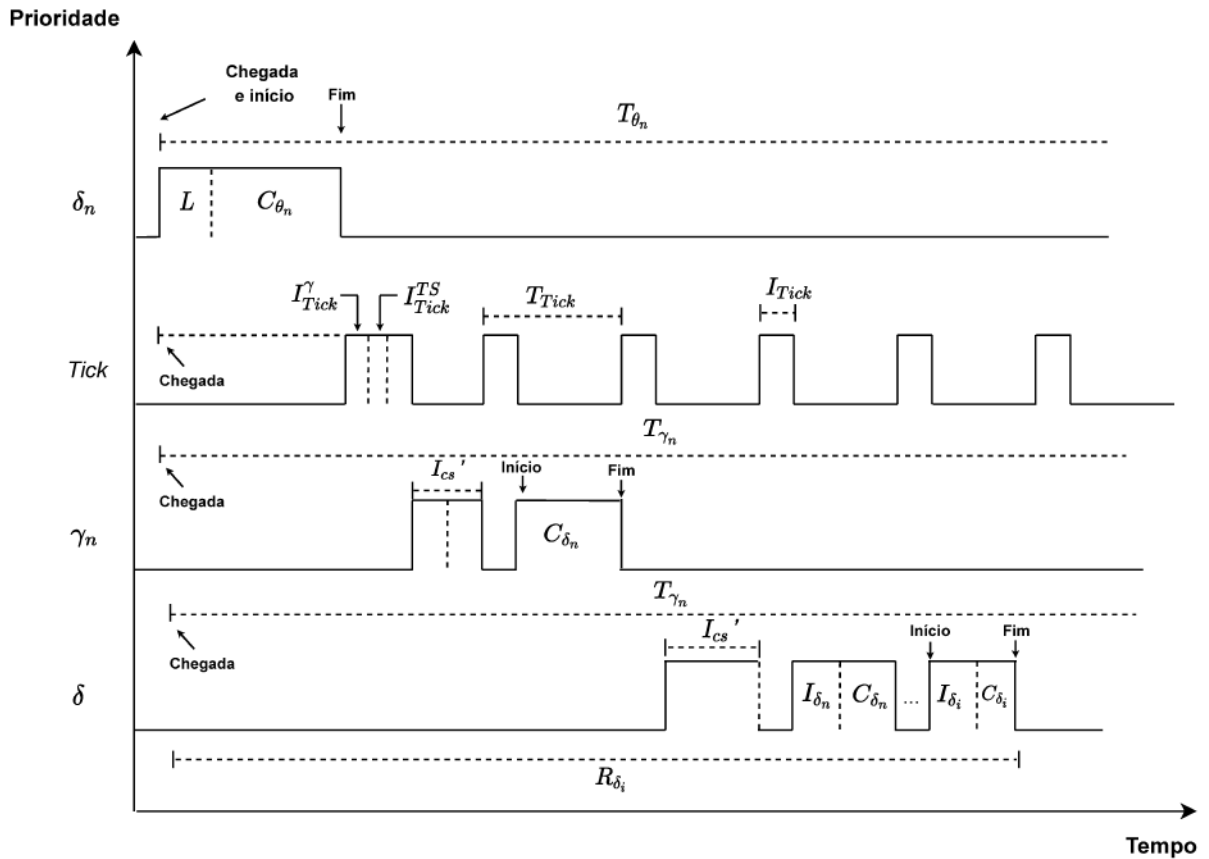 Prioridade
Chegada
e início
Fim
T_{θ_n}
δ_n
L
C_{θ_n}
I^{γ}_{Tick}
I^{TS}_{Tick}
T_{Tick}
I_{Tick}
Tick
Chegada
T_{γ_n}
Chegada
I_{cs}'
Início
Fim
γ_n
C_{δ_n}
T_{γ_n}
Chegada
I_{cs}'
Início
Fim
δ
I_{δ_n}
C_{δ_n}
...
I_{δ_i}
C_{δ_i}
R_{δ_i}
Tempo